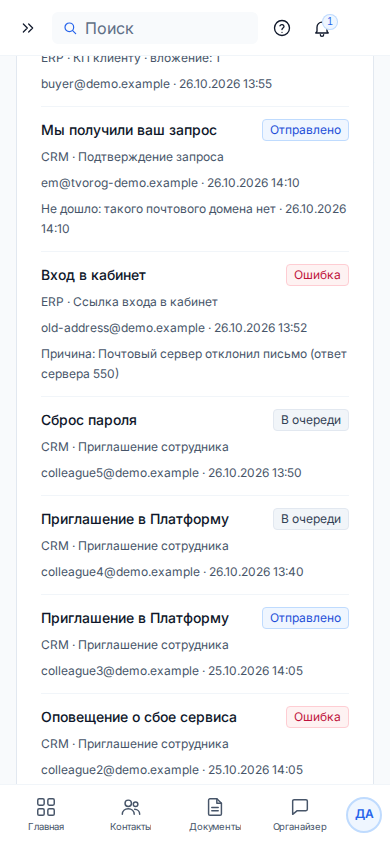 Поиск
1
ERP · КП клиенту · вложение: 1
buyer@demo.example · 26.10.2026 13:55
Мы получили ваш запрос
Отправлено
CRM · Подтверждение запроса
em@tvorog-demo.example · 26.10.2026 14:10
Не дошло: такого почтового домена нет · 26.10.2026
14:10
Вход в кабинет
Ошибка
ERP · Ссылка входа в кабинет
old-address@demo.example · 26.10.2026 13:52
Причина: Почтовый сервер отклонил письмо (ответ
сервера 550)
Сброс пароля
В очереди
CRM · Приглашение сотрудника
colleague5@demo.example · 26.10.2026 13:50
Приглашение в Платформу
В очереди
CRM · Приглашение сотрудника
colleague4@demo.example · 26.10.2026 13:40
Приглашение в Платформу
Отправлено
CRM · Приглашение сотрудника
colleague3@demo.example · 25.10.2026 14:05
Оповещение о сбое сервиса
Ошибка
CRM · Приглашение сотрудника
colleague2@demo.example · 25.10.2026 14:05
Главная
Контакты
Документы
Органайзер
ДА